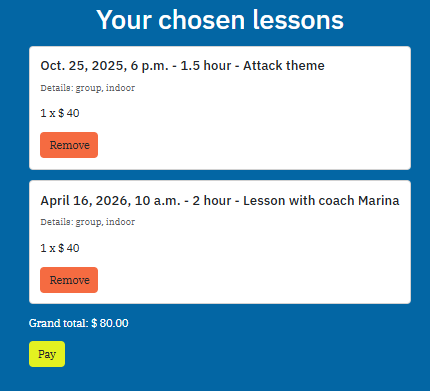 Your chosen lessons
Oct. 25, 2025, 6 p.m. - 1.5 hour - Attack theme
Details: group, indoor
1 x $ 40
Remove
April 16, 2026, 10 a.m. - 2 hour - Lesson with coach Marina
Details: group, indoor
1 x $ 40
Remove
Grand total: $ 80.00
Pay